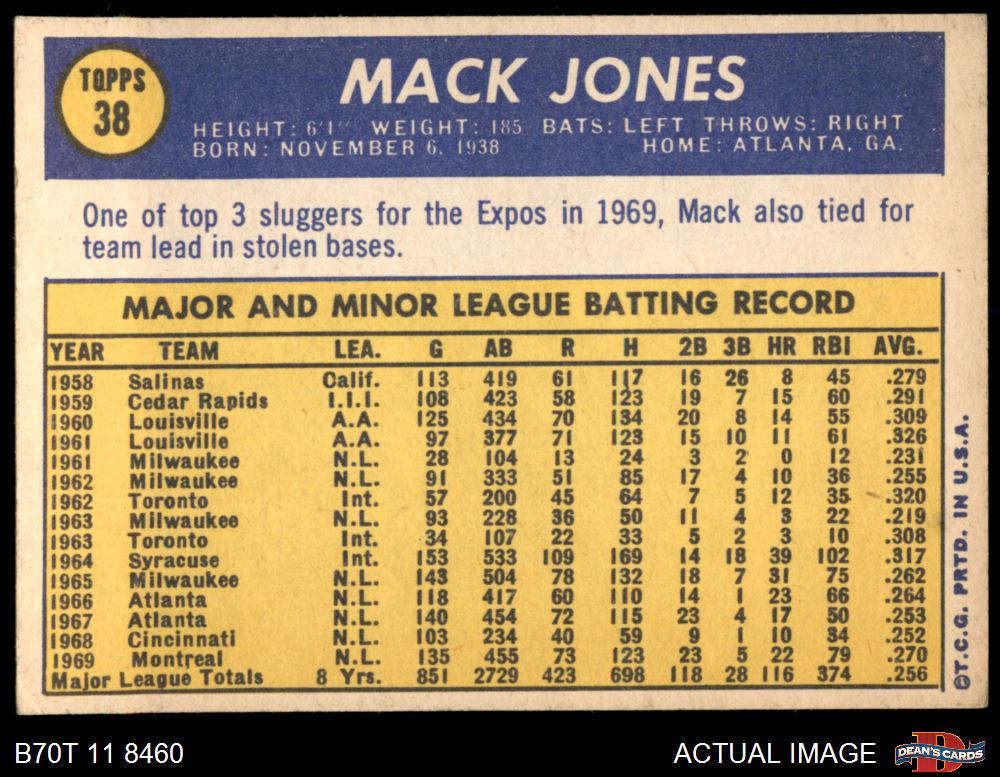 TOPPS
38
MACK JONES
HEIGHT: 6'1" WEIGHT: 185 BATS: LEFT THROWS: RIGHT
BORN: NOVEMBER 6, 1938 HOME: ATLANTA, GA.
One of top 3 sluggers for the Expos in 1969, Mack also tied for
team lead in stolen bases.
MAJOR AND MINOR LEAGUE BATTING RECORD
YEAR TEAM LEA. G AB R H 2B 3B HR RBI AVG.
1958 Salinas Calif. 113 419 61 117 16 26 8 45 .279
1959 Cedar Rapids I.I.I. 108 423 58 123 19 7 15 60 .291
1960 Louisville A.A. 125 434 70 134 20 8 14 55 .309
1961 Louisville A.A. 97 377 71 123 15 10 11 61 .326
1961 Milwaukee N.L. 28 104 13 24 3 2 0 12 .231
1962 Milwaukee N.L. 91 333 51 85 17 4 10 36 .255
1962 Toronto Int. 57 200 45 64 7 5 12 35 .320
1963 Milwaukee N.L. 93 228 36 50 11 4 3 22 .219
1963 Toronto Int. 34 107 22 33 5 2 3 10 .308
1964 Syracuse Int. 153 533 109 169 14 18 39 102 .317
1965 Milwaukee N.L. 143 504 78 132 18 7 31 75 .262
1966 Atlanta N.L. 118 417 60 110 14 1 23 66 .264
1967 Atlanta N.L. 140 454 72 115 23 4 17 50 .253
1968 Cincinnati N.L. 103 234 40 59 9 1 10 34 .252
1969 Montreal N.L. 135 455 73 123 23 5 22 79 .270
Major League Totals 8 Yrs. 851 2729 423 698 118 28 116 374 .256
©T.C.G. PRTD. IN U.S.A.
B70T 11 8460
ACTUAL IMAGE
DEAN'S CARDS